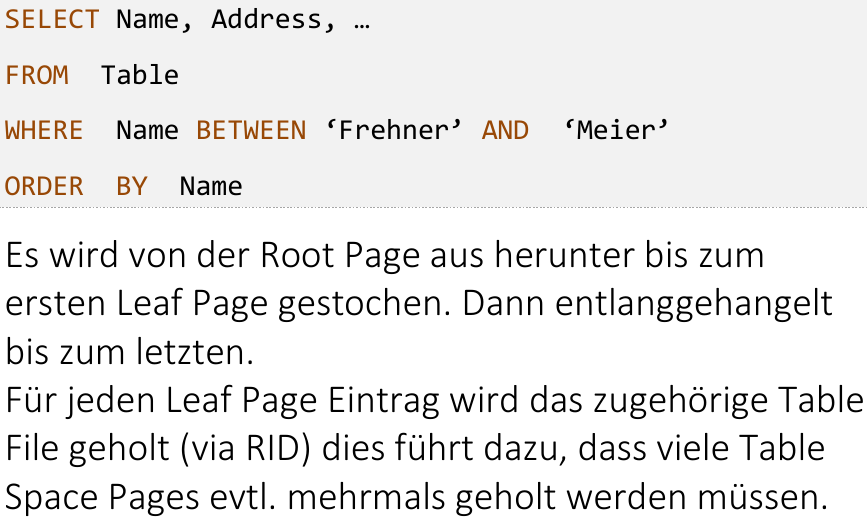 SELECT Name, Address, …
FROM Table
WHERE Name BETWEEN ‘Frehner’ AND ‘Meier’
ORDER BY Name
Es wird von der Root Page aus herunter bis zum
ersten Leaf Page gestochen. Dann entlanggehangelt
bis zum letzten.
Für jeden Leaf Page Eintrag wird das zugehörige Table
File geholt (via RID) dies führt dazu, dass viele Table
Space Pages evtl. mehrmals geholt werden müssen.